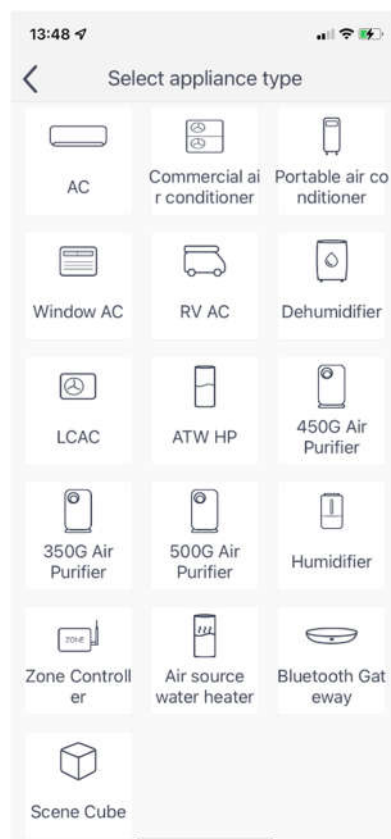 13:48
Select appliance type
AC
Commercial ai
r conditioner
Portable air co
nditioner
Window AC
RV AC
Dehumidifier
LCAC
ATW HP
450G Air
Purifier
350G Air
Purifier
500G Air
Purifier
Humidifier
ZONE
Zone Controll
er
Air source
water heater
Bluetooth Gat
eway
Scene Cube